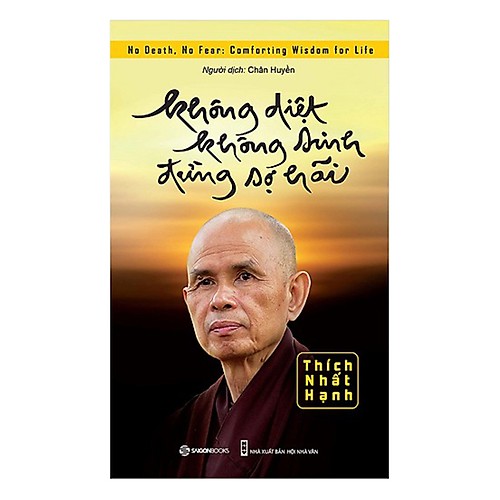 No Death, No Fear: Comforting Wisdom for Life
Người dịch: Chân Huyền
không diệt
không sinh
đừng sợ hãi
Thích
Nhất
Hạnh
SAIGONBOOKS
NHÀ XUẤT BẢN HỘI NHÀ VĂN